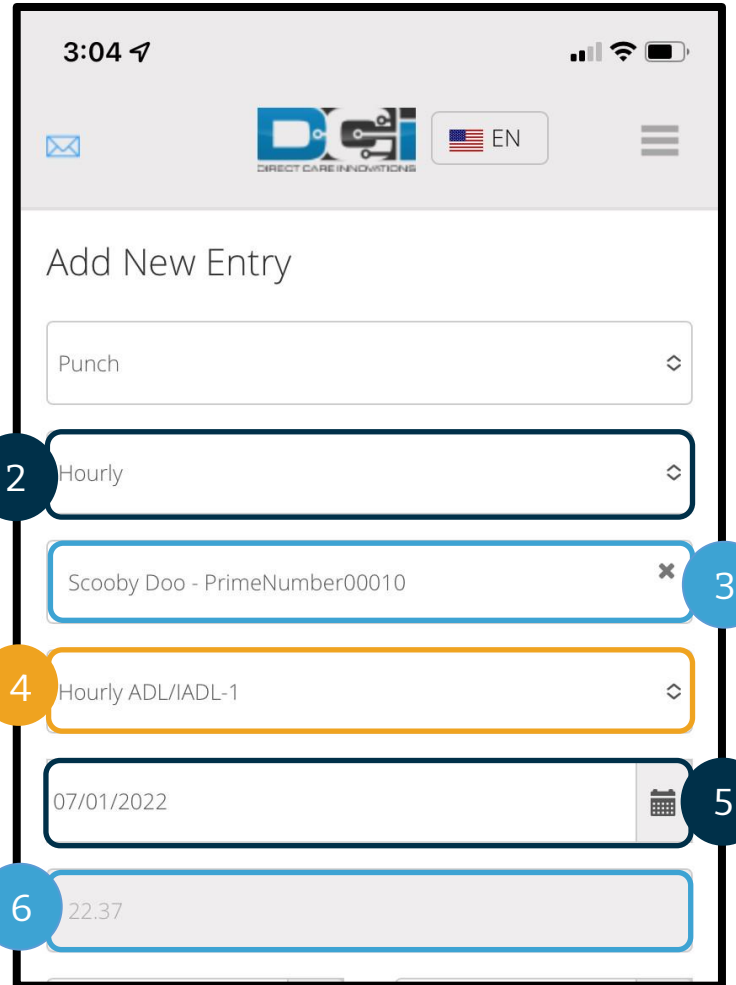 3:04
DCi
DIRECT CARE INNOVATIONS
EN
Add New Entry
Punch
2
Hourly
Scooby Doo - PrimeNumber00010
3
4
Hourly ADL/IADL-1
07/01/2022
5
6
22.37